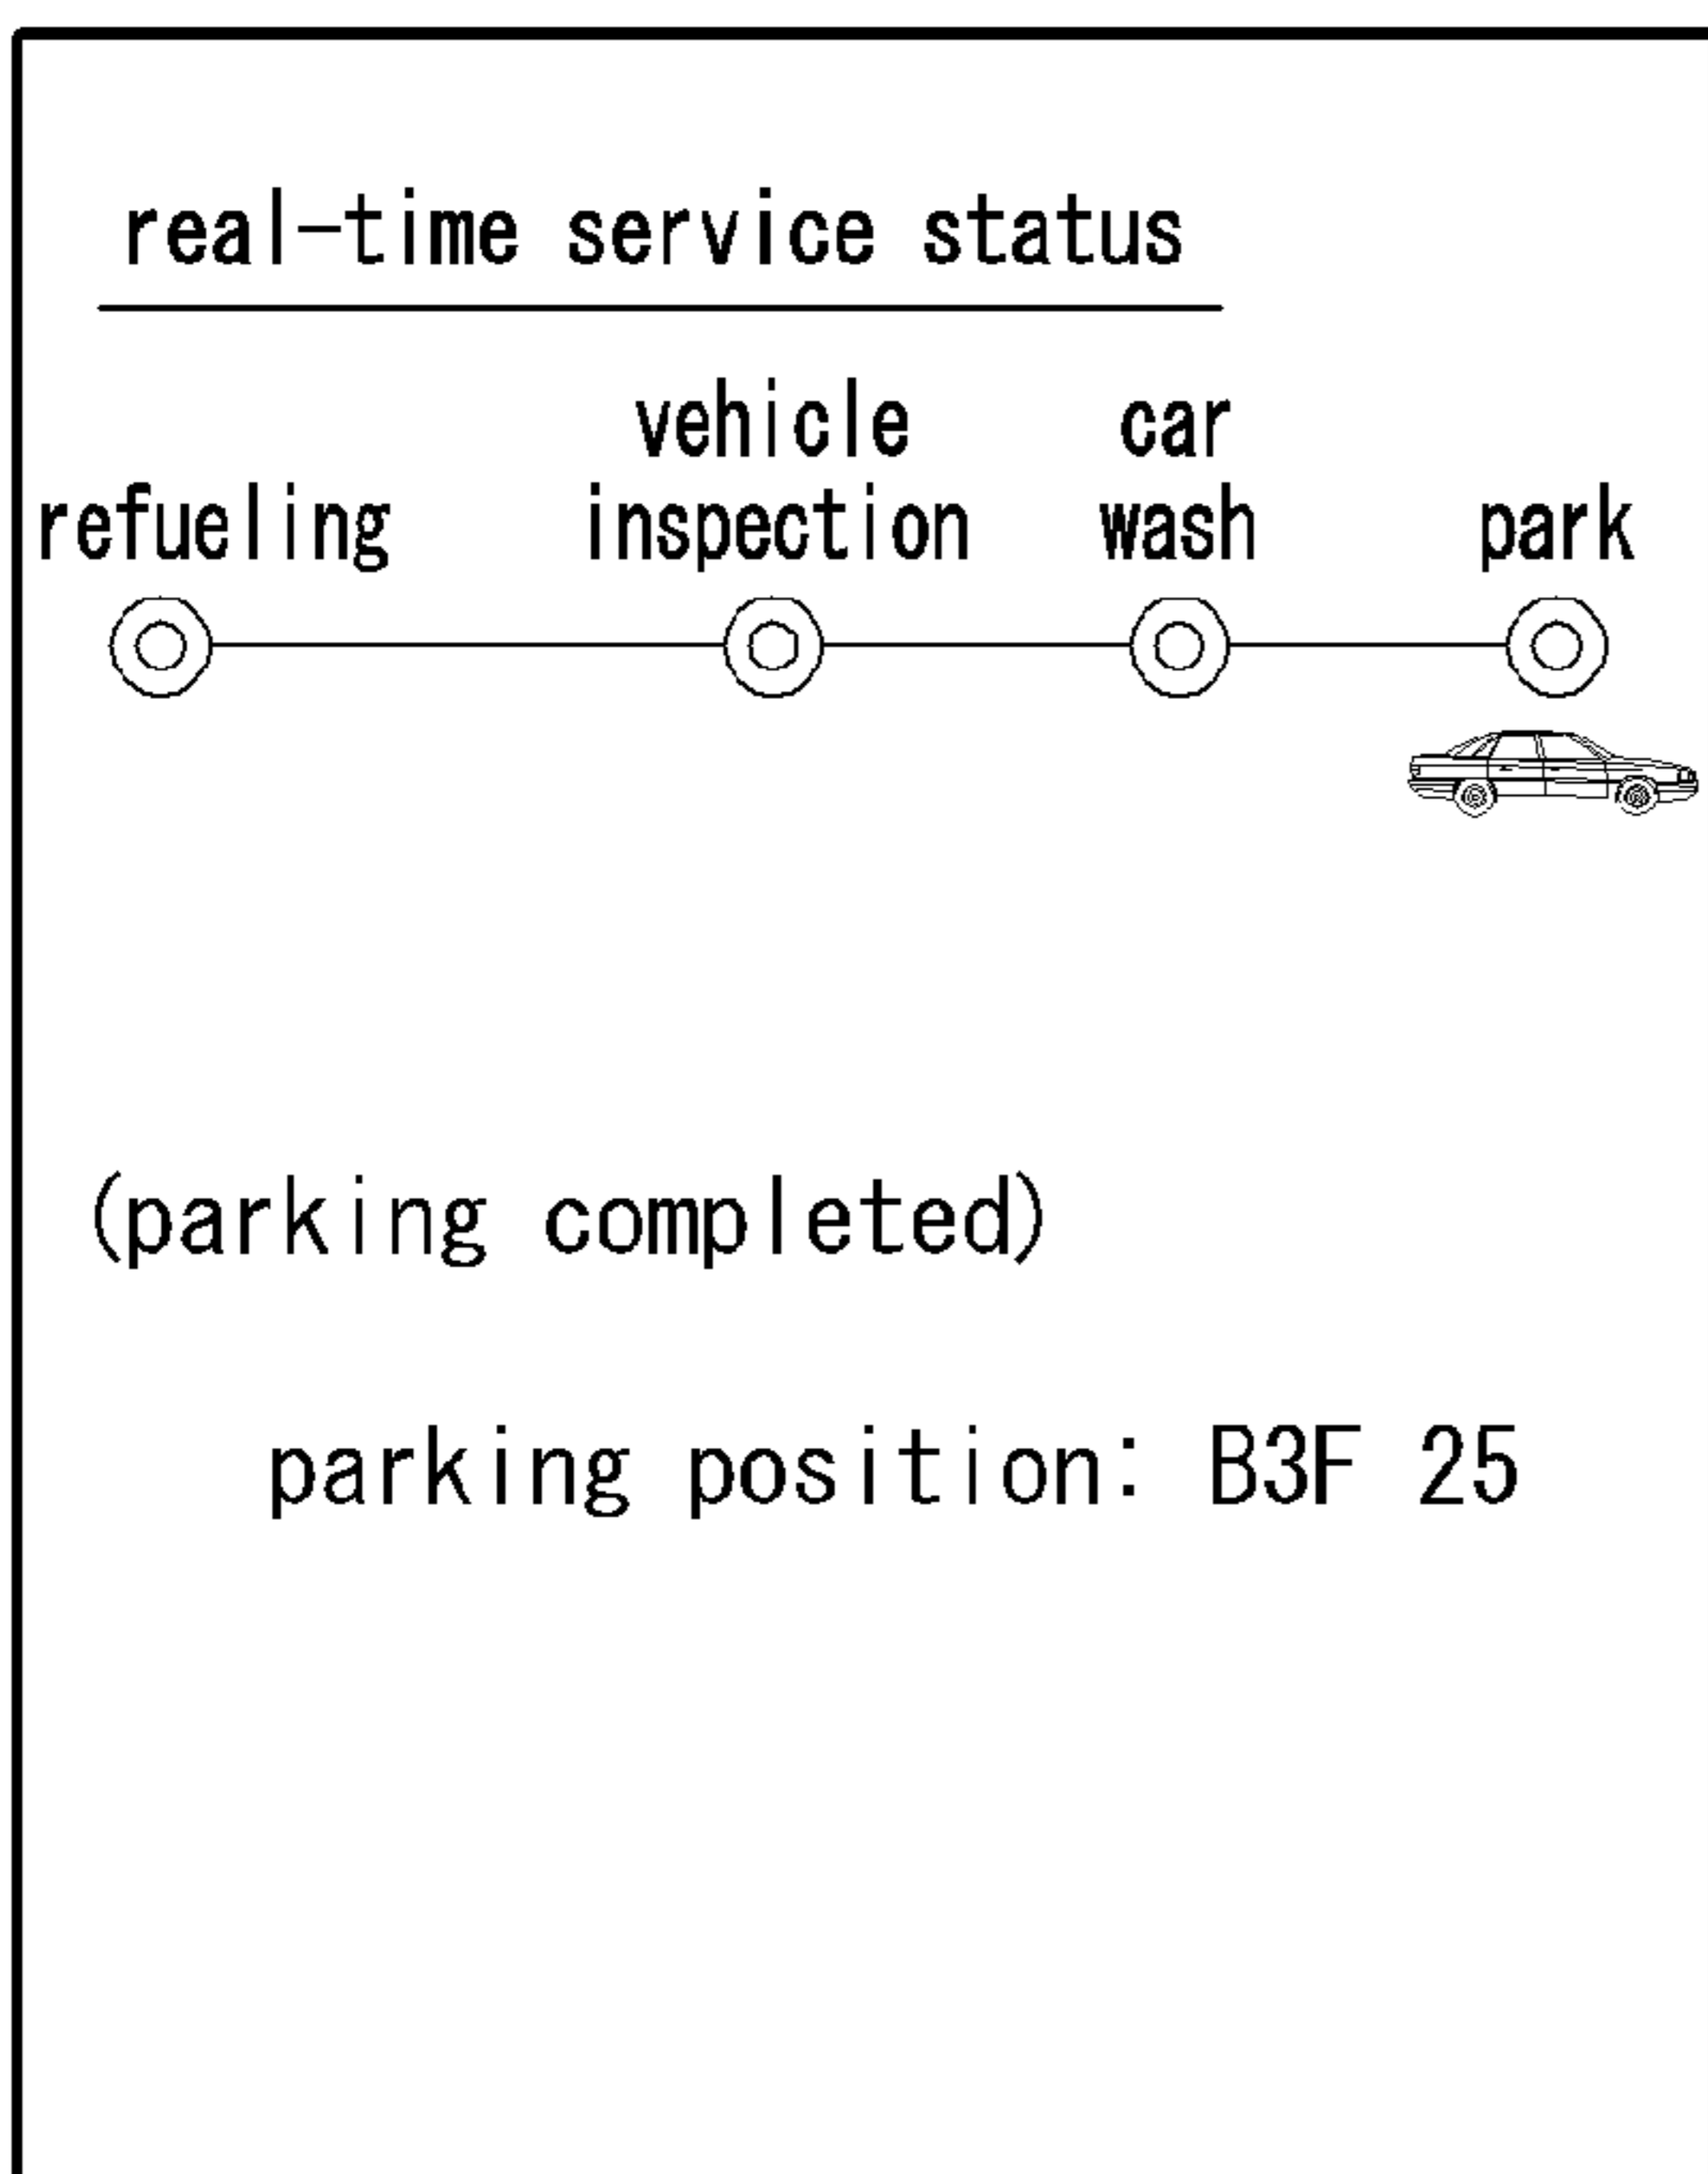 real-time service status
vehicle car
refueling inspection wash park
(parking completed)
parking position: B3F 25